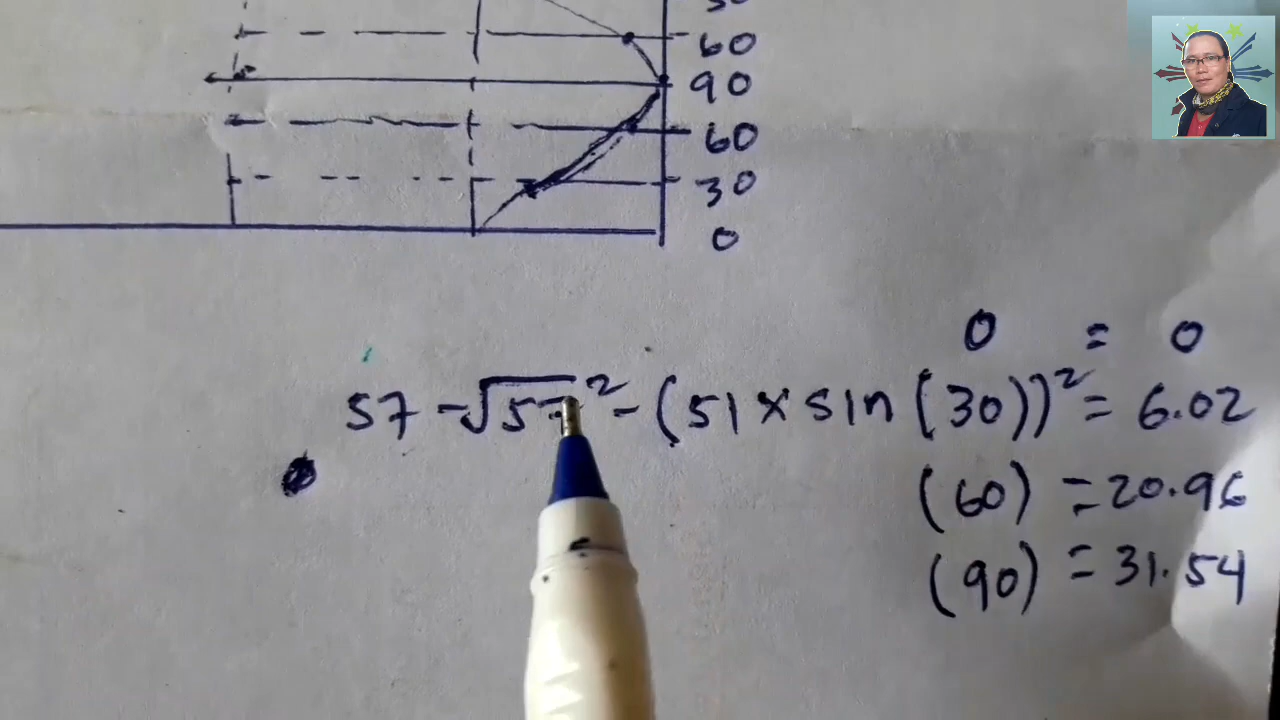 60
90
60
30
0
0 = 0
57 - √57² - (51 × sin (30))² = 6.02
(60) = 20.96
(90) = 31.54